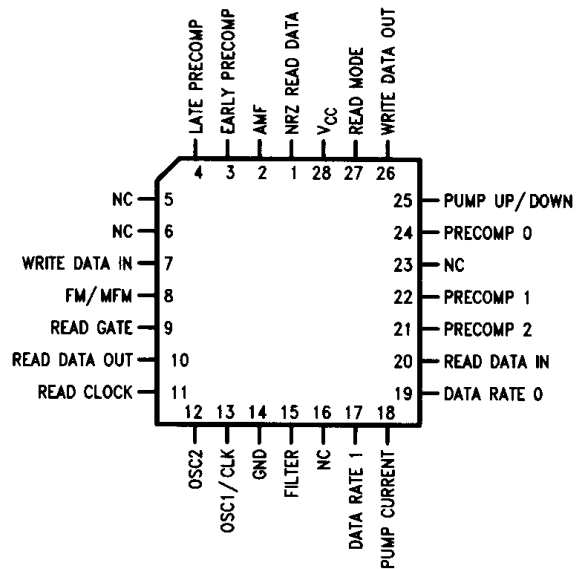 LATE PRECOMP
EARLY PRECOMP
AMF
NRZ READ DATA
VCC
READ MODE
WRITE DATA OUT
4 3 2 1 28 27 26
NC 5
NC 6
WRITE DATA IN 7
FM/MFM 8
READ GATE 9
READ DATA OUT 10
READ CLOCK 11
25 PUMP UP/DOWN
24 PRECOMP 0
23 NC
22 PRECOMP 1
21 PRECOMP 2
20 READ DATA IN
19 DATA RATE 0
12 13 14 15 16 17 18
OSC2
OSC1/CLK
GND
FILTER
NC
DATA RATE 1
PUMP CURRENT